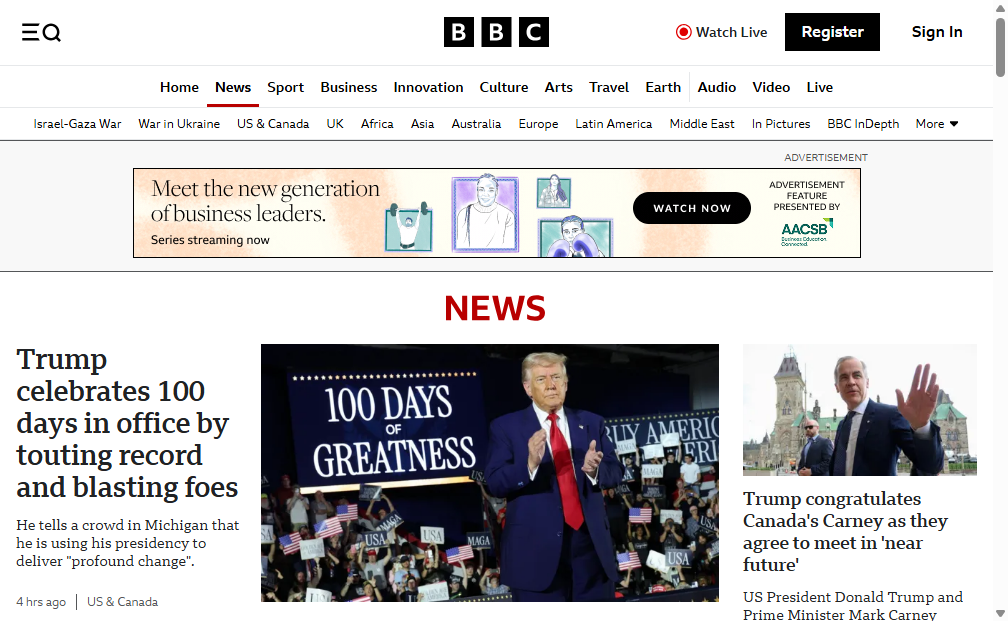 BBC
Watch Live
Register
Sign In
Home News Sport Business Innovation Culture Arts Travel Earth Audio Video Live
Israel-Gaza War War in Ukraine US & Canada UK Africa Asia Australia Europe Latin America Middle East In Pictures BBC InDepth More
ADVERTISEMENT
Meet the new generation
of business leaders.
Series streaming now
WATCH NOW
ADVERTISEMENT
FEATURE
PRESENTED BY
AACSB
Business Education.
Connected.
NEWS
Trump
celebrates 100
days in office by
touting record
and blasting foes
He tells a crowd in Michigan that
he is using his presidency to
deliver "profound change".
4 hrs ago
US & Canada
100 DAYS
OF
GREATNESS
BUY AMERIC
USA
MAGA
USA
MAGA
USA
MAGA
USA
Trump congratulates
Canada's Carney as they
agree to meet in 'near
future'
US President Donald Trump and
Prime Minister Mark Carney